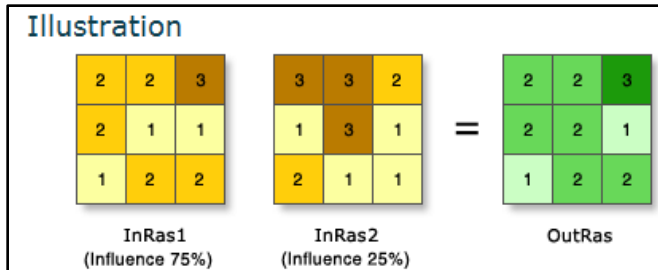 Illustration
2 2 3 3 3 2 2 2 3
2 1 1 1 3 1 = 2 2 1
1 2 2 2 1 1 1 2 2
InRas1 InRas2 OutRas
(Influence 75%) (Influence 25%)